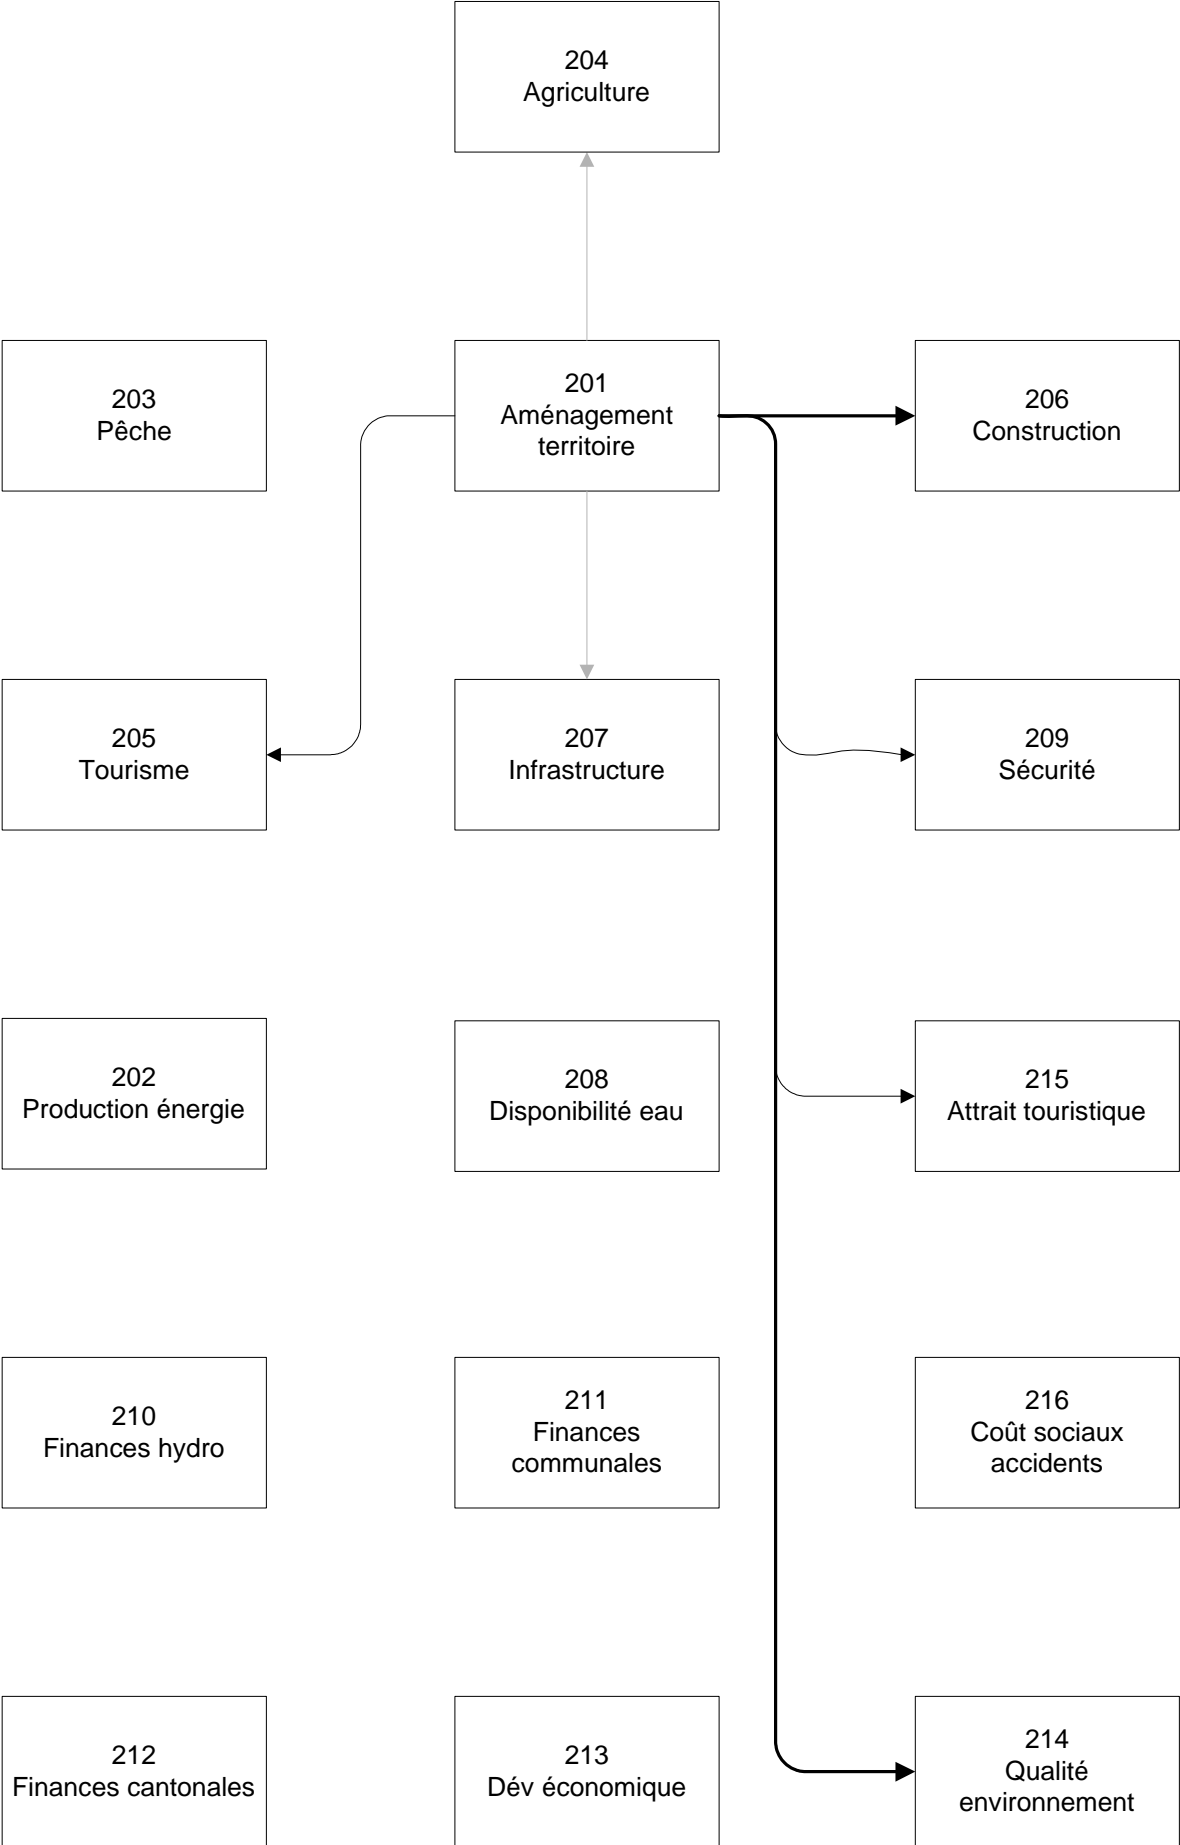 204
Agriculture
203
Pêche
201
Aménagement
territoire
206
Construction
205
Tourisme
207
Infrastructure
209
Sécurité
202
Production énergie
208
Disponibilité eau
215
Attrait touristique
210
Finances hydro
211
Finances
communales
216
Coût sociaux
accidents
212
Finances cantonales
213
Dév économique
214
Qualité
environnement